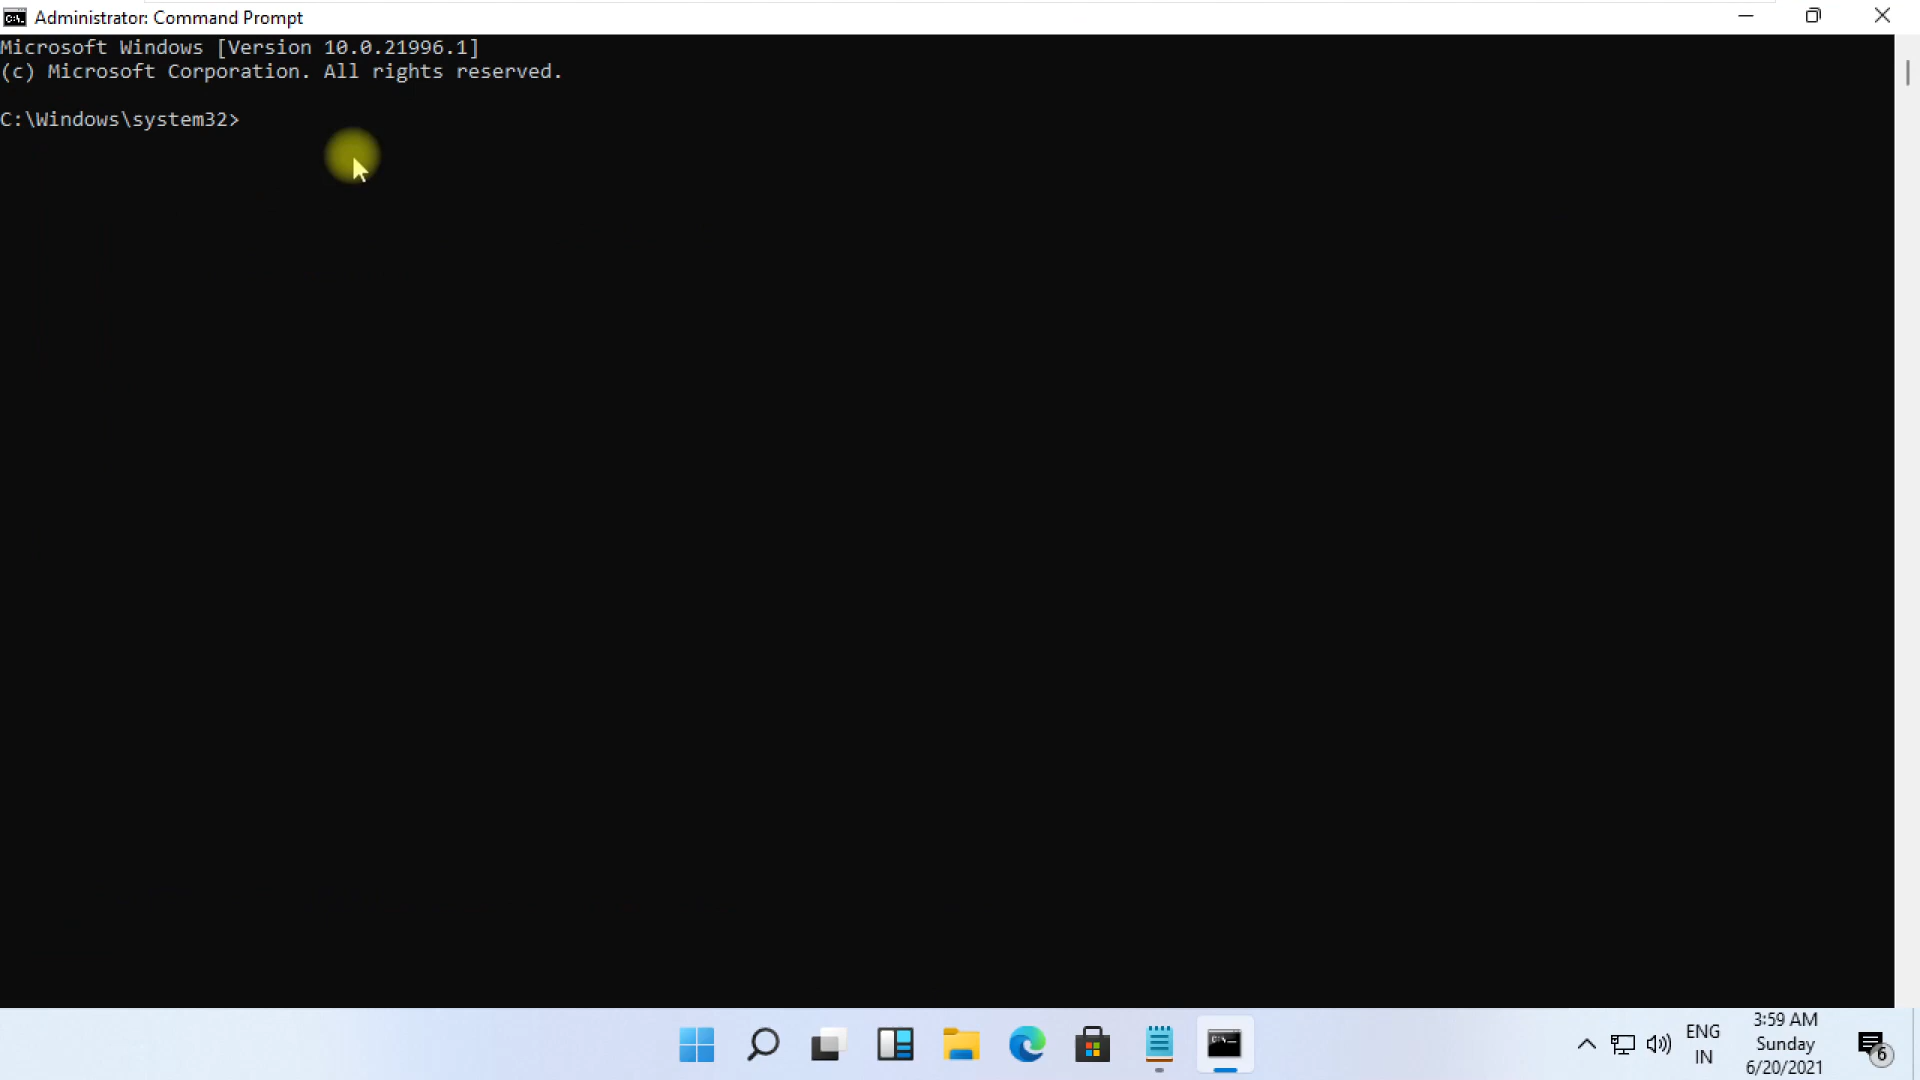 Administrator: Command Prompt
Microsoft Windows [Version 10.0.21996.1]
(c) Microsoft Corporation. All rights reserved.
C:\Windows\system32>
ENG
IN
3:59 AM
Sunday
6/20/2021
6